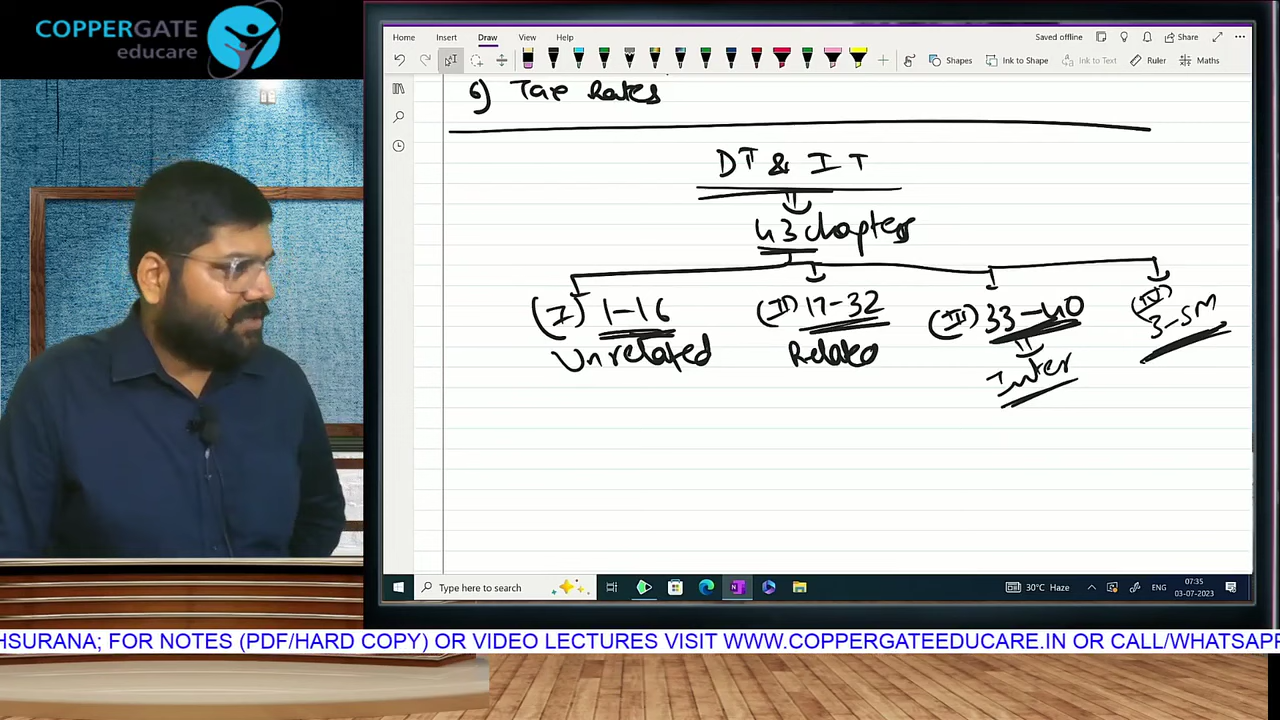 COPPERGATE
educare
Home Insert Draw View Help
Saved offline
Share
Shapes Ink to Shape Ink to Text Ruler Maths
6) Tax Rates
DT & IT
43 chapters
(I) 1-16 (II) 17-32 (III) 33-40 (IV) 3-SM
Unrelated Related Inter
Type here to search
30°C Haze
ENG
07:35
03-07-2023
HSURANA; FOR NOTES (PDF/HARD COPY) OR VIDEO LECTURES VISIT WWW.COPPERGATEEDUCARE.IN OR CALL/WHATSAPP